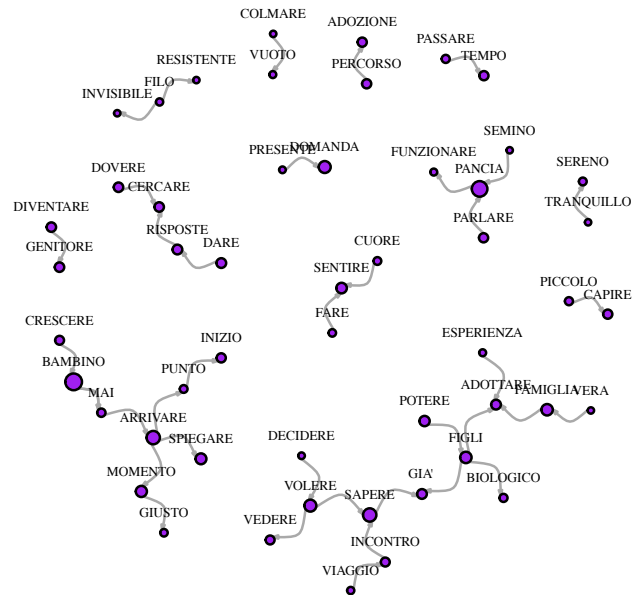 COLMARE
ADOZIONE
PASSARE
RESISTENTE
VUOTO
PERCORSO
TEMPO
FILO
INVISIBILE
SEMINO
PRESENTE
DOMANDA
FUNZIONARE
PANCIA
SERENO
DOVERE
CERCARE
TRANQUILLO
DIVENTARE
PARLARE
GENITORE
RISPOSTE
DARE
CUORE
SENTIRE
PICCOLO
CAPIRE
CRESCERE
FARE
INIZIO
ESPERIENZA
BAMBINO
PUNTO
MAI
ADOTTARE
FAMIGLIA
VERA
ARRIVARE
POTERE
SPIEGARE
DECIDERE
FIGLI
MOMENTO
VOLERE
SAPERE
GIA'
BIOLOGICO
GIUSTO
VEDERE
INCONTRO
VIAGGIO